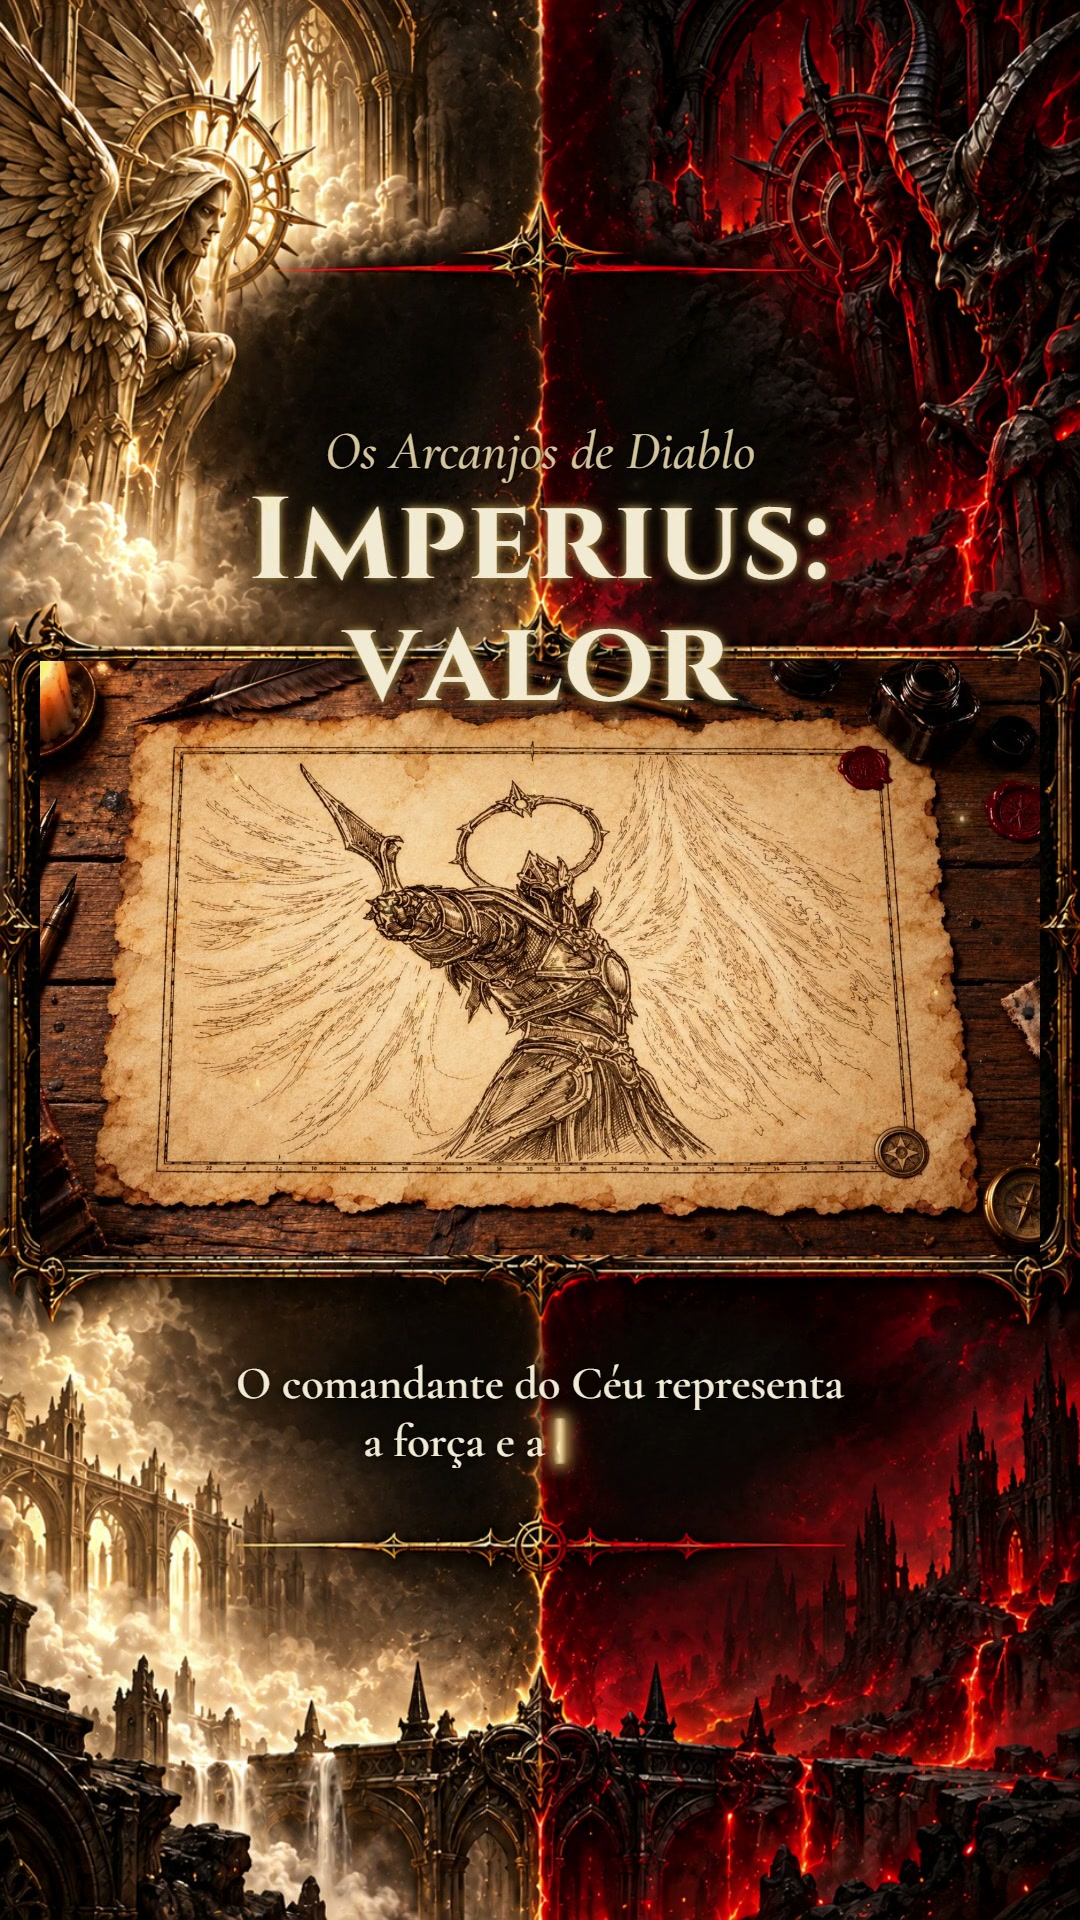 Os Arcanjos de Diablo
Imperius:
valor
O comandante do Céu representa
a força e a l